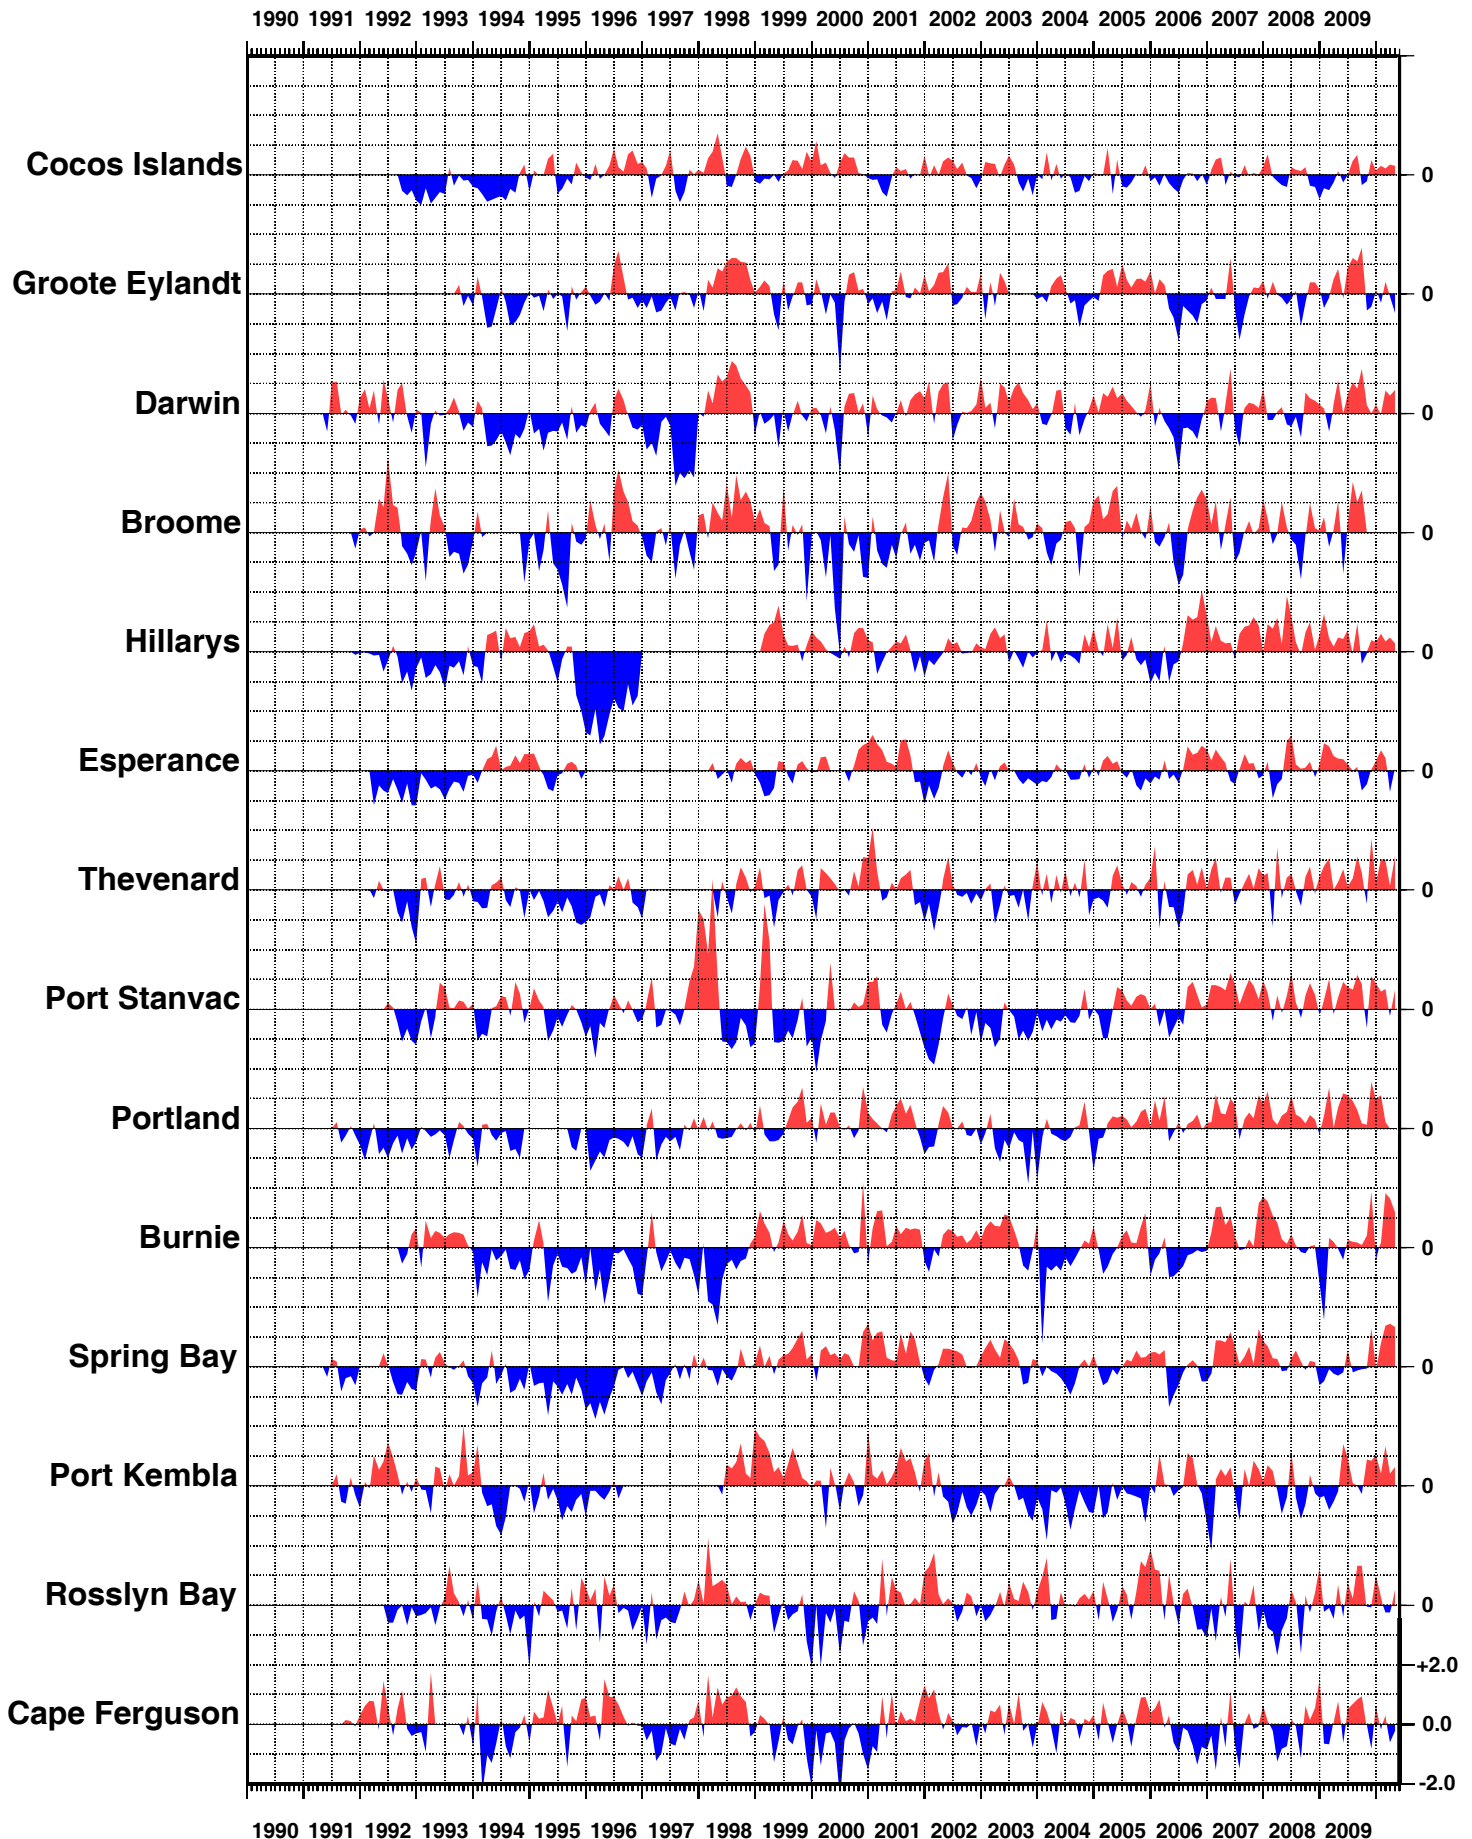 1990 1991 1992 1993 1994 1995 1996 1997 1998 1999 2000 2001 2002 2003 2004 2005 2006 2007 2008 2009
Cocos Islands 0
Groote Eylandt 0
Darwin 0
Broome 0
Hillarys 0
Esperance 0
Thevenard 0
Port Stanvac 0
Portland 0
Burnie 0
Spring Bay 0
Port Kembla 0
Rosslyn Bay 0
+2.0
Cape Ferguson 0.0
-2.0
1990 1991 1992 1993 1994 1995 1996 1997 1998 1999 2000 2001 2002 2003 2004 2005 2006 2007 2008 2009